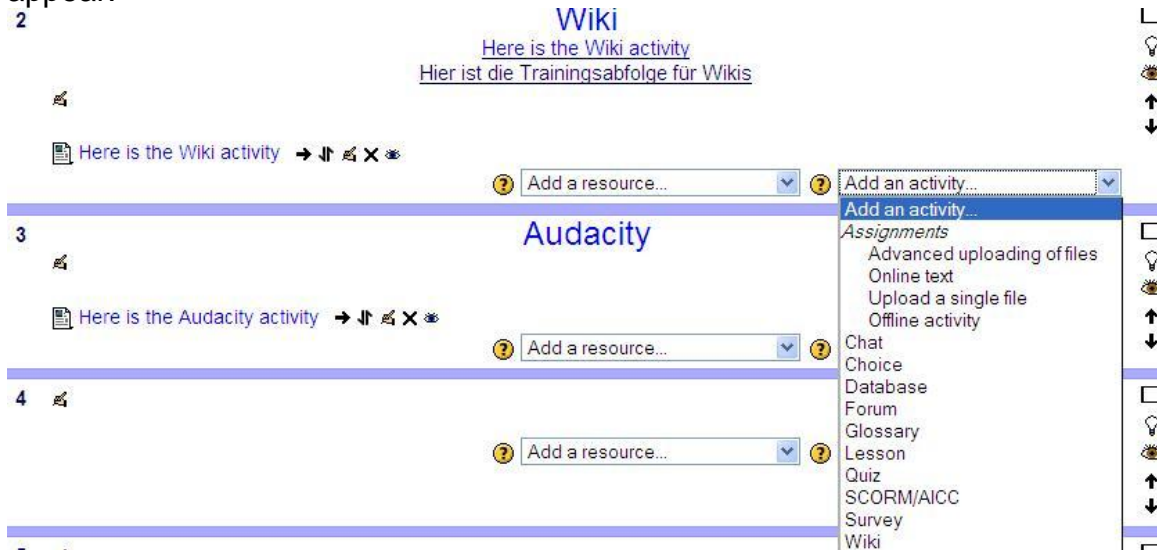 2
Wiki
Here is the Wiki activity
Hier ist die Trainingsabfolge für Wikis
Here is the Wiki activity
? Add a resource... ? Add an activity...
Add an activity...
Assignments
Advanced uploading of files
Online text
Upload a single file
Offline activity
Chat
Choice
Database
Forum
Glossary
Lesson
Quiz
SCORM/AICC
Survey
Wiki
3
Audacity
Here is the Audacity activity
? Add a resource... ?
4
? Add a resource... ?